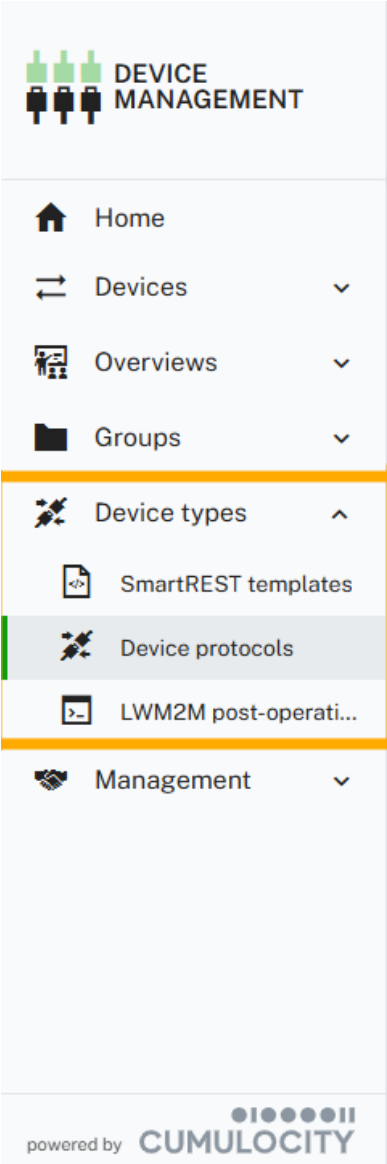 DEVICE
MANAGEMENT
Home
Devices
Overviews
Groups
Device types
SmartREST templates
Device protocols
LWM2M post-operati...
Management
powered by CUMULOCITY